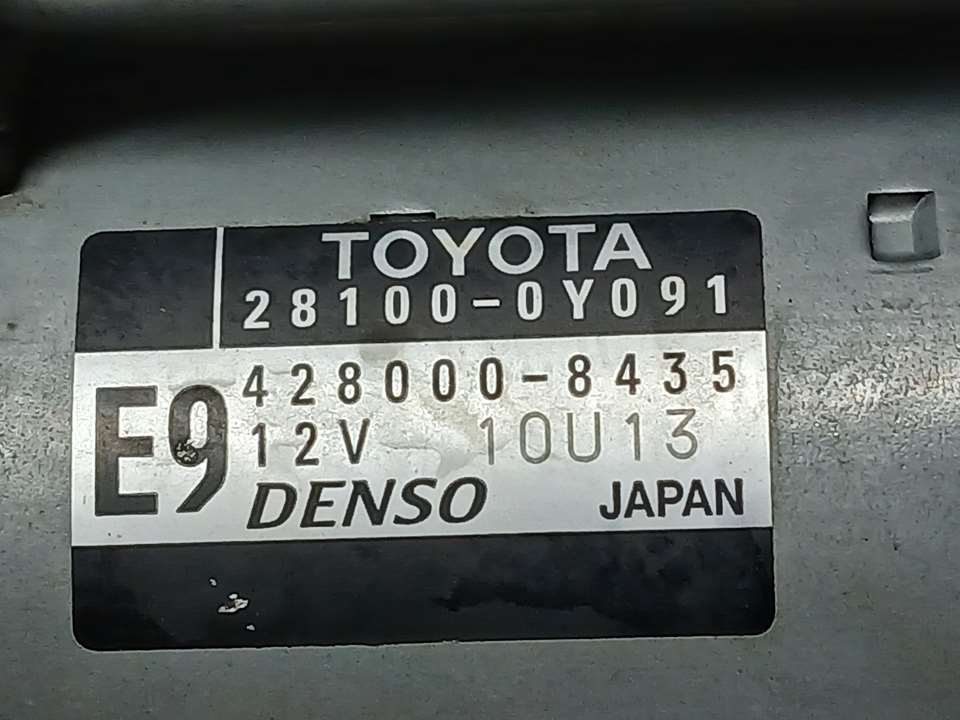 TOYOTA
28100-0Y091
E9
428000-8435
12V 10U13
DENSO JAPAN